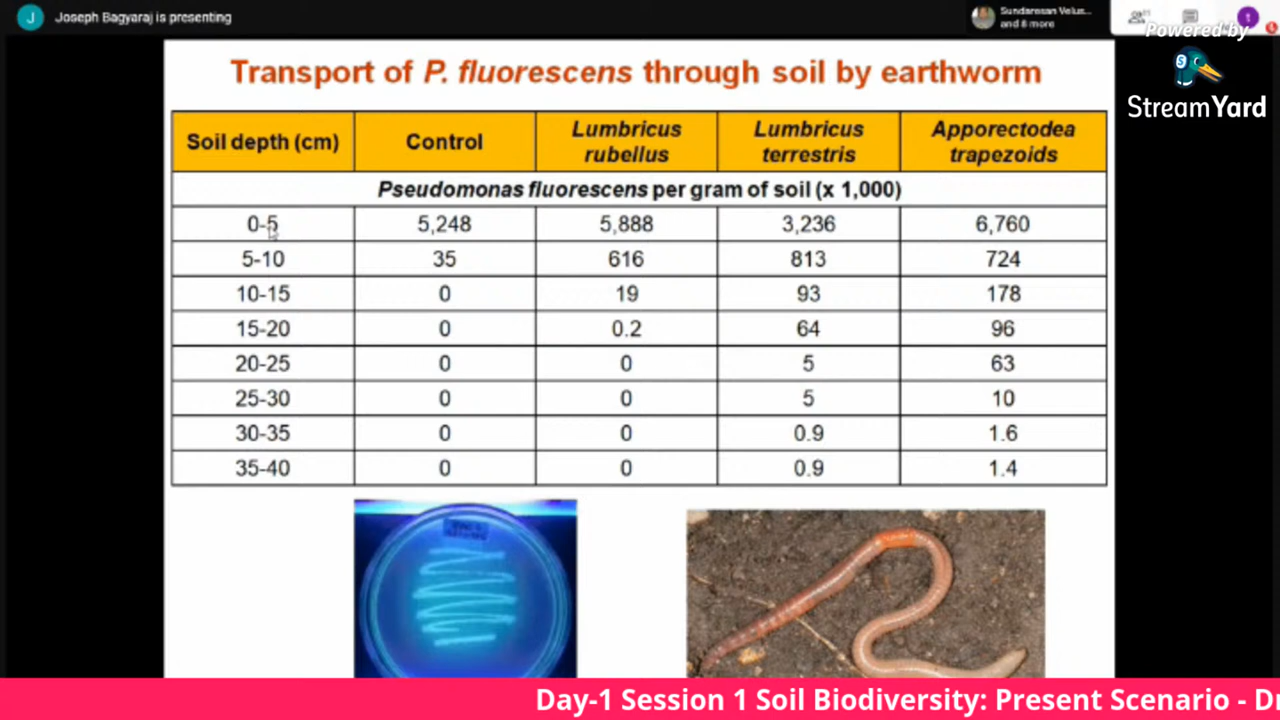 Joseph Bagyaraj is presenting
Sundaresan Velus...
and 8 more
Powered by
StreamYard
Transport of P. fluorescens through soil by earthworm
Soil depth (cm) Control Lumbricus rubellus Lumbricus terrestris Apporectodea trapezoids
Pseudomonas fluorescens per gram of soil (x 1,000)
0-5 5,248 5,888 3,236 6,760
5-10 35 616 813 724
10-15 0 19 93 178
15-20 0 0.2 64 96
20-25 0 0 5 63
25-30 0 0 5 10
30-35 0 0 0.9 1.6
35-40 0 0 0.9 1.4
Day-1 Session 1 Soil Biodiversity: Present Scenario - D